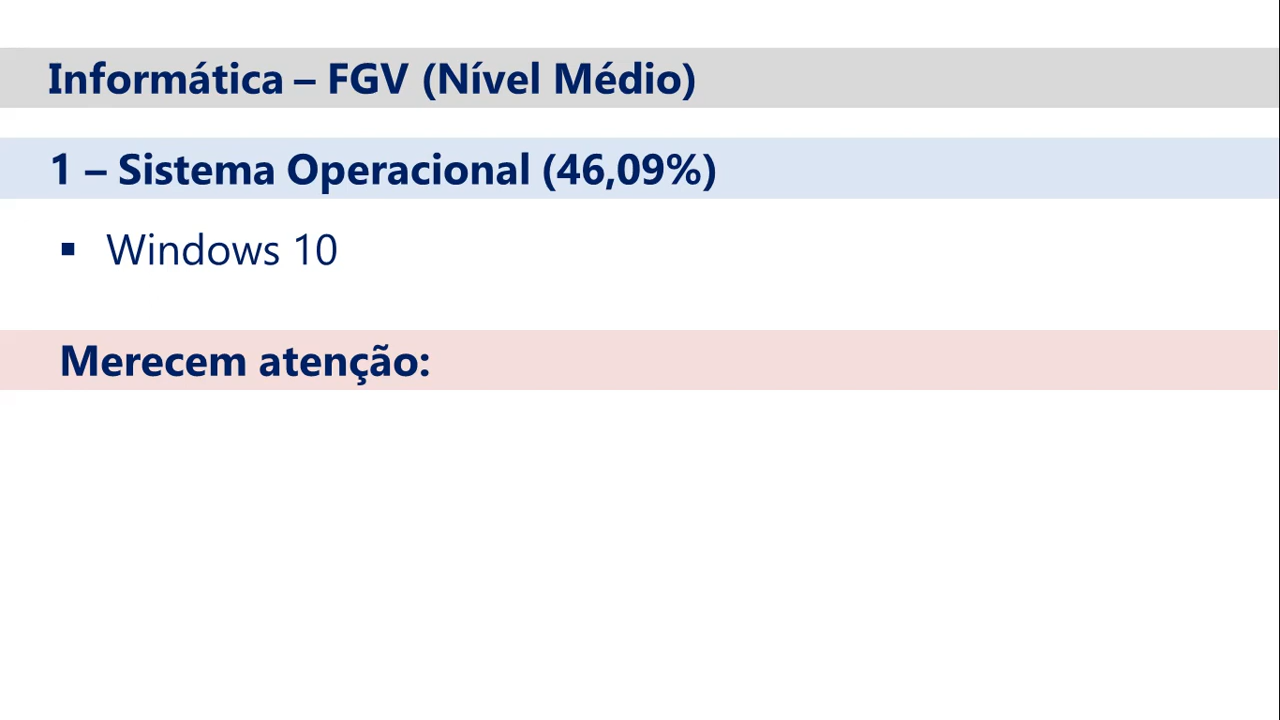 Informática – FGV (Nível Médio)
1 – Sistema Operacional (46,09%)
▪ Windows 10
Merecem atenção: